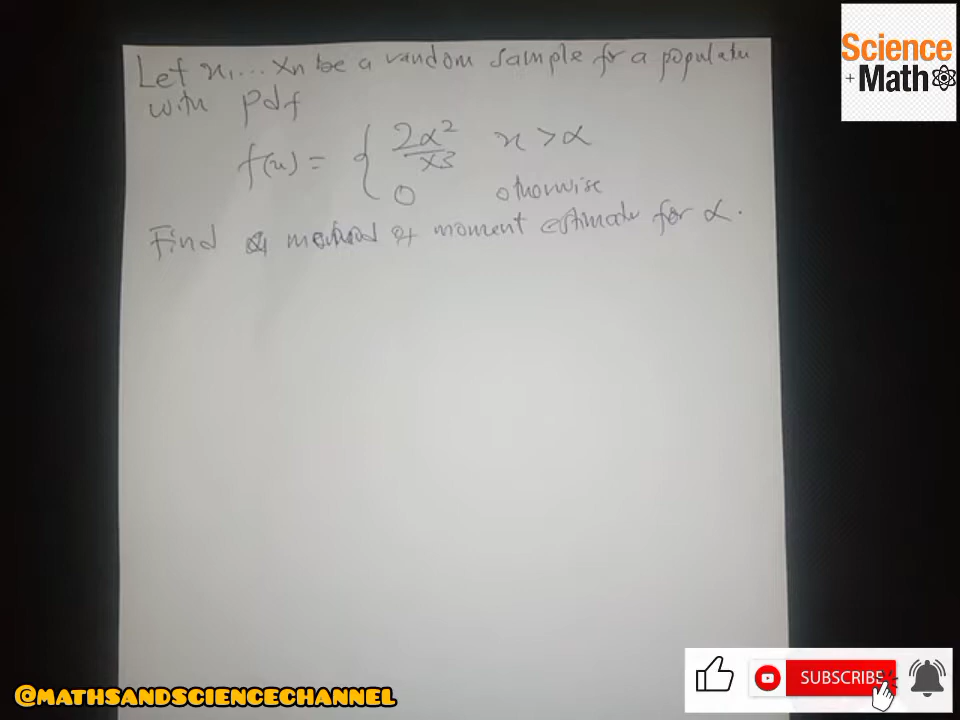 Let x1, ... Xn be a random sample for a populatn
with pdf
f(x) = { 2α²/x3 x > α
0 otherwise
Find method of moment estimate for α.
Science
+Math
SUBSCRIBE
@MATHSANDSCIENCECHANNEL